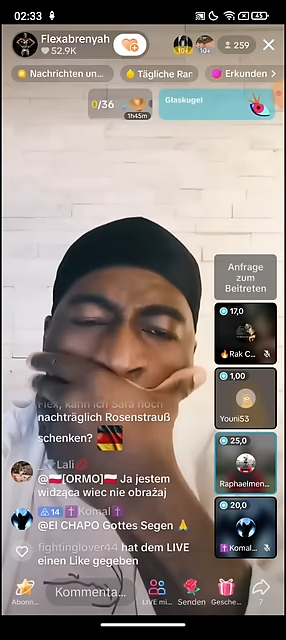 02:33
45
Flexabrenyah
52.9K
10+
10+
259
Nachrichten un...
Tägliche Ran
Erkunden
0/36
1h45m
Glaskugel
Anfrage
zum
Beitreten
17,0
Rak C...
1,00
Youni53
25,0
Raphaelmen...
20,0
Komal...
Flex, kann ich Sara noch
nachträglich Rosenstrauß
schenken?
Lali
@[ORMO] Ja jestem
widząca wiec nie obrażaj
14 Komal
@El CHAPO Gottes Segen
fightinglover44 hat dem LIVE
einen Like gegeben
Abonn...
Kommenta...
LIVE mi...
Senden
Gesche...
7